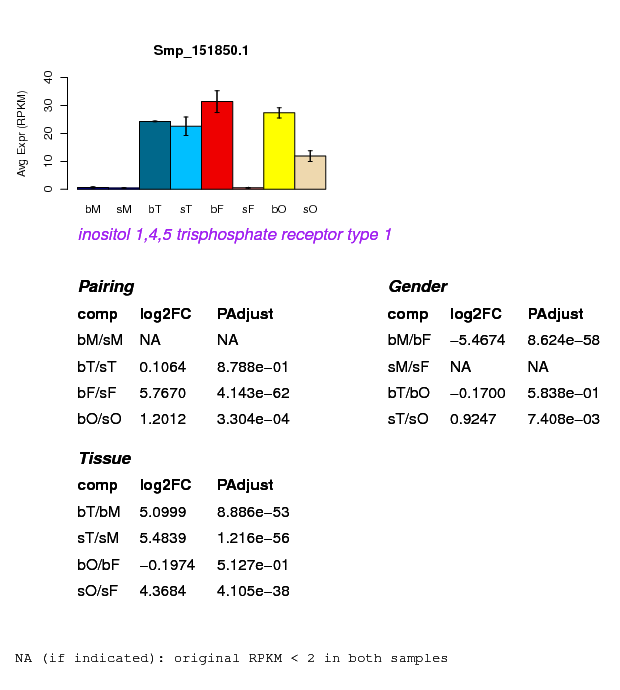 Smp_151850.1
Avg Expr (RPKM)
40
30
20
10
0
bM sM bT sT bF sF bO sO
inositol 1,4,5 trisphosphate receptor type 1
Pairing
comp log2FC PAdjust
bM/sM NA NA
bT/sT 0.1064 8.788e−01
bF/sF 5.7670 4.143e−62
bO/sO 1.2012 3.304e−04
Gender
comp log2FC PAdjust
bM/bF −5.4674 8.624e−58
sM/sF NA NA
bT/bO −0.1700 5.838e−01
sT/sO 0.9247 7.408e−03
Tissue
comp log2FC PAdjust
bT/bM 5.0999 8.886e−53
sT/sM 5.4839 1.216e−56
bO/bF −0.1974 5.127e−01
sO/sF 4.3684 4.105e−38
NA (if indicated): original RPKM < 2 in both samples